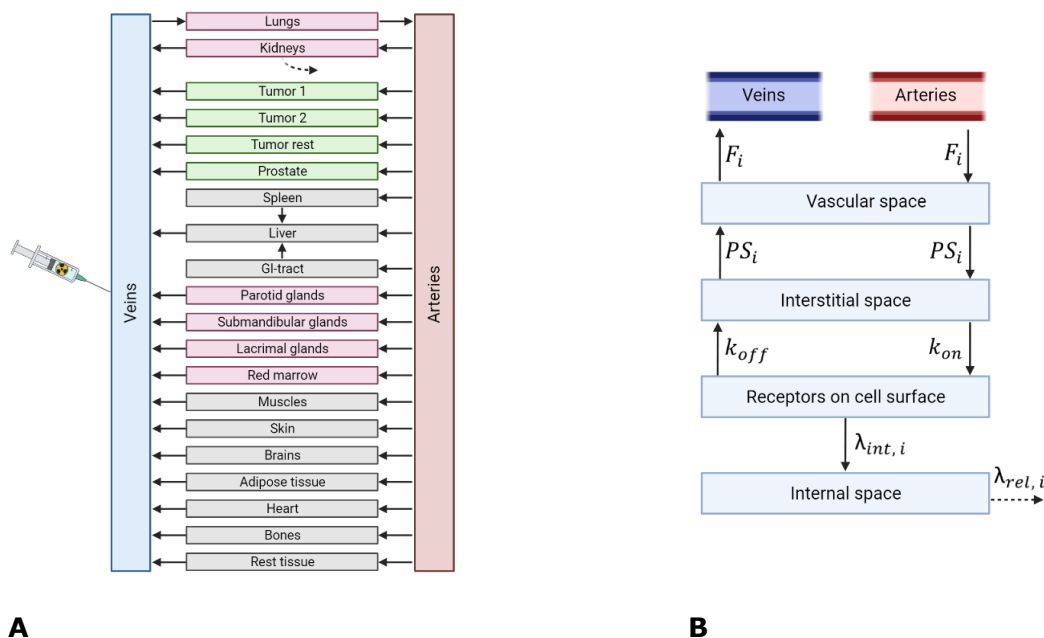 Lungs
Kidneys
Tumor 1
Tumor 2
Tumor rest
Prostate
Spleen
Liver
GI-tract
Parotid glands
Submandibular glands
Lacrimal glands
Red marrow
Muscles
Skin
Brains
Adipose tissue
Heart
Bones
Rest tissue
Veins
Arteries
A
Veins
Arteries
F_i
F_i
Vascular space
PS_i
PS_i
Interstitial space
k_off
k_on
Receptors on cell surface
λ_int, i
Internal space
λ_rel, i
B